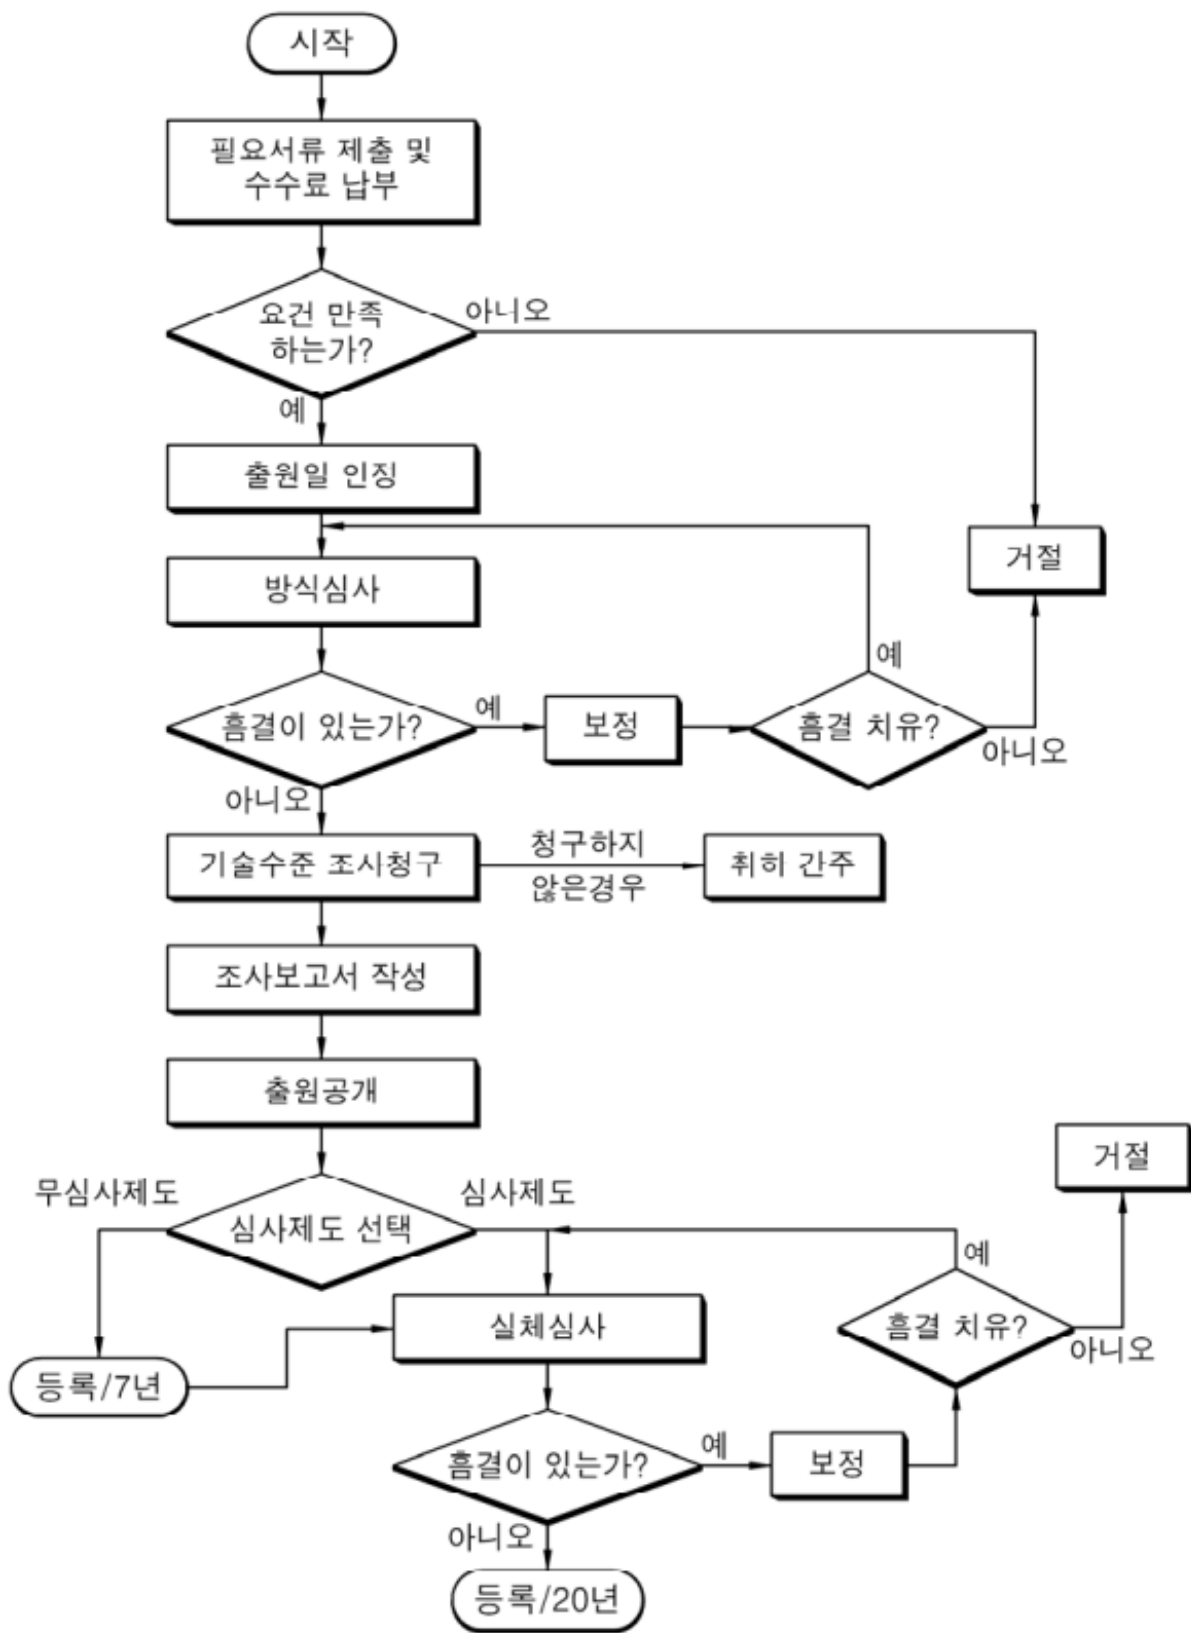 시작
필요서류 제출 및
수수료 납부
요건 만족
하는가?
아니오
예
출원일 인징
거절
방식심사
예
흠결이 있는가?
예
보정
흠결 치유?
아니오
아니오
기술수준 조사청구
청구하지
않은경우
취히 간주
조사보고서 작성
출원공개
거절
무심사제도
심사제도
심사제도 선택
예
실체심사
흠결 치유?
아니오
등록/7년
흠결이 있는가?
예
보정
아니오
등록/20년